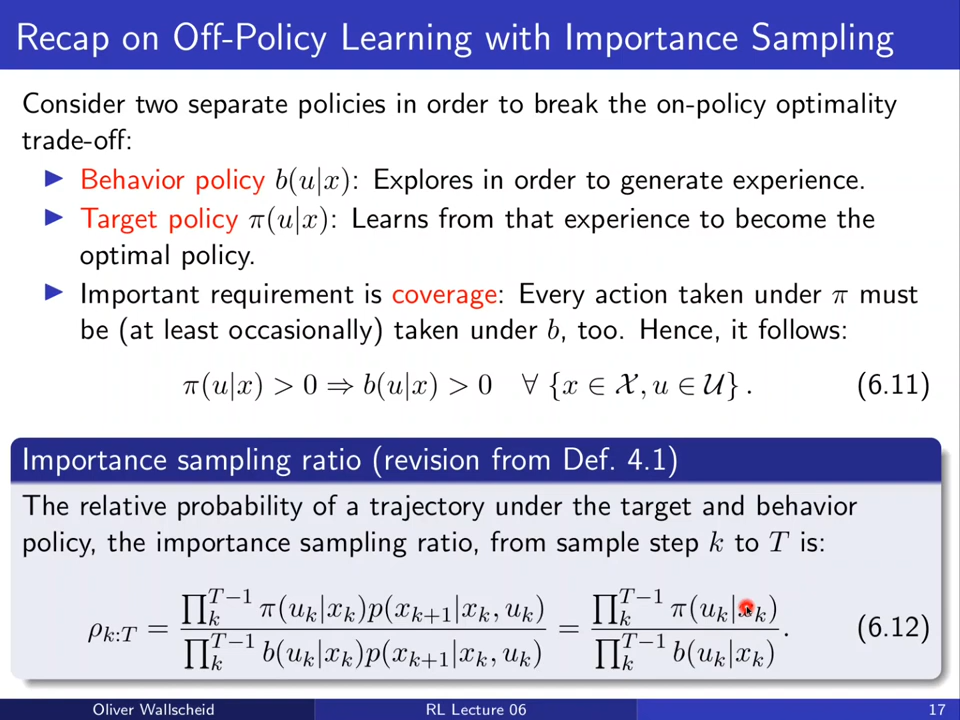 Recap on Off-Policy Learning with Importance Sampling
Consider two separate policies in order to break the on-policy optimality
trade-off:
▶ Behavior policy b(u|x): Explores in order to generate experience.
▶ Target policy π(u|x): Learns from that experience to become the
optimal policy.
▶ Important requirement is coverage: Every action taken under π must
be (at least occasionally) taken under b, too. Hence, it follows:
π(u|x) > 0 ⇒ b(u|x) > 0 ∀ {x ∈ 𝒳, u ∈ 𝒰} . (6.11)
Importance sampling ratio (revision from Def. 4.1)
The relative probability of a trajectory under the target and behavior
policy, the importance sampling ratio, from sample step k to T is:
ρ_{k:T} = \frac{∏_k^{T−1} π(u_k|x_k)p(x_{k+1}|x_k, u_k)}{∏_k^{T−1} b(u_k|x_k)p(x_{k+1}|x_k, u_k)} = \frac{∏_k^{T−1} π(u_k|x_k)}{∏_k^{T−1} b(u_k|x_k)}. (6.12)
Oliver Wallscheid RL Lecture 06 17